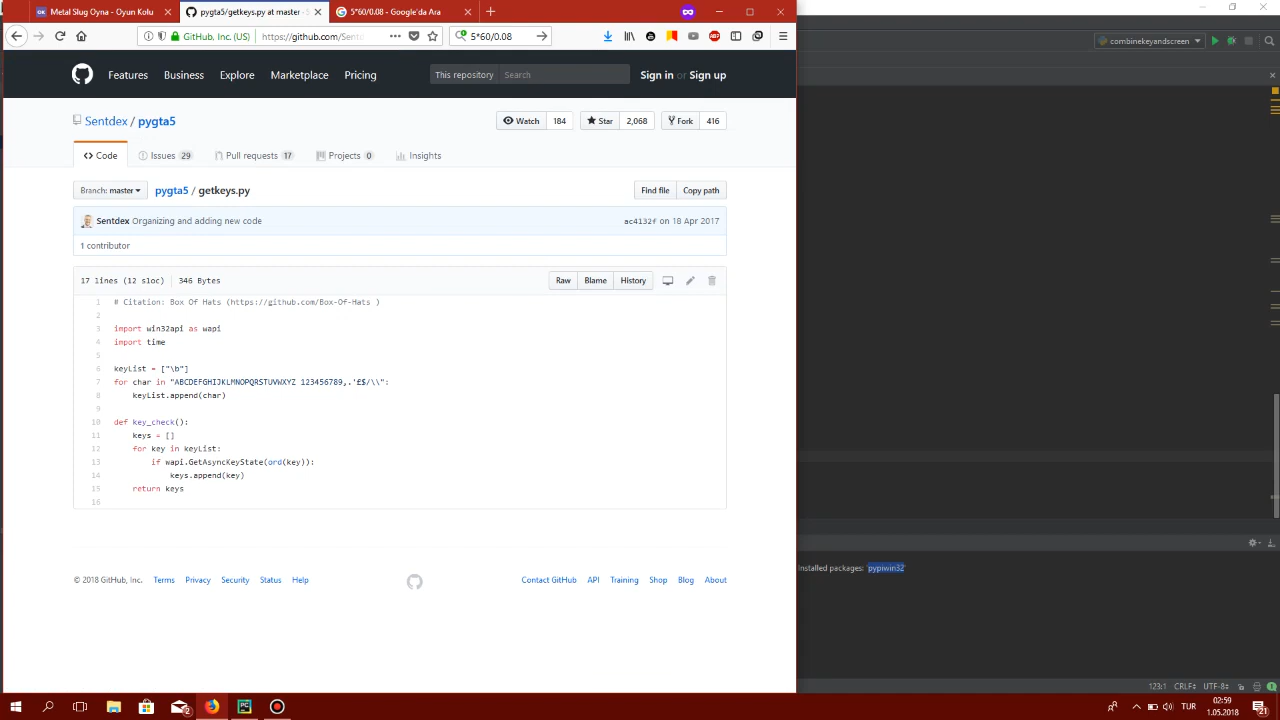 Metal Slug Oyna - Oyun Kolu
pygta5/getkeys.py at master · S
5*60/0.08 - Google'da Ara
GitHub, Inc. (US)
https://github.com/Sento
5*60/0.08
combinekeyandscreen
Features
Business
Explore
Marketplace
Pricing
This repository
Search
Sign in or Sign up
Sentdex / pygta5
Watch 184
Star 2,068
Fork 416
Code
Issues 29
Pull requests 17
Projects 0
Insights
Branch: master
pygta5 / getkeys.py
Find file
Copy path
Sentdex Organizing and adding new code
ac4132f on 18 Apr 2017
1 contributor
17 lines (12 sloc)
346 Bytes
Raw
Blame
History
1 # Citation: Box Of Hats (https://github.com/Box-Of-Hats )
2
3 import win32api as wapi
4 import time
5
6 keyList = ["\b"]
7 for char in "ABCDEFGHIJKLMNOPQRSTUVWXYZ 123456789,.'£$/\\":
8 keyList.append(char)
9
10 def key_check():
11 keys = []
12 for key in keyList:
13 if wapi.GetAsyncKeyState(ord(key)):
14 keys.append(key)
15 return keys
16
© 2018 GitHub, Inc.
Terms
Privacy
Security
Status
Help
Contact GitHub
API
Training
Shop
Blog
About
Installed packages: 'pypiwin32'
123:1
CRLF
UTF-8
TUR
02:59
1.05.2018
21